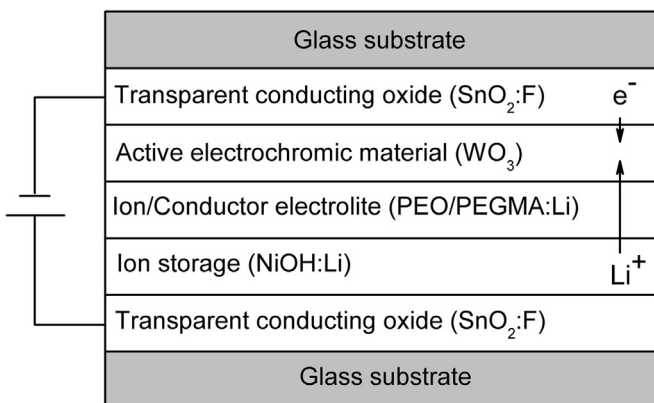 Glass substrate
Transparent conducting oxide (SnO₂:F) e⁻
Active electrochromic material (WO₃)
Ion/Conductor electrolite (PEO/PEGMA:Li)
Ion storage (NiOH:Li) Li⁺
Transparent conducting oxide (SnO₂:F)
Glass substrate